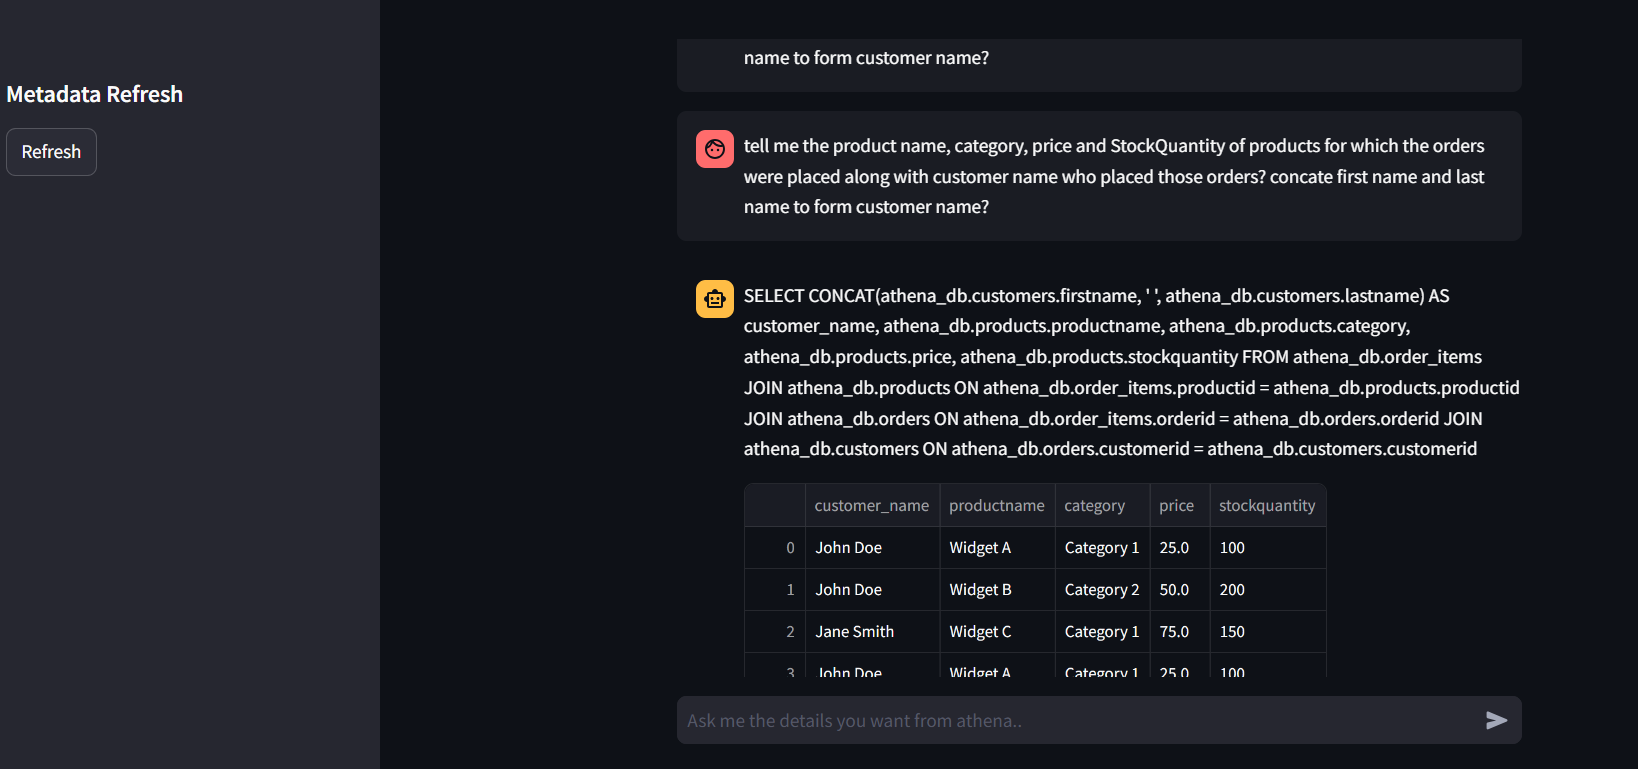 Metadata Refresh
Refresh
name to form customer name?
tell me the product name, category, price and StockQuantity of products for which the orders
were placed along with customer name who placed those orders? concate first name and last
name to form customer name?
SELECT CONCAT(athena_db.customers.firstname, ' ', athena_db.customers.lastname) AS
customer_name, athena_db.products.productname, athena_db.products.category,
athena_db.products.price, athena_db.products.stockquantity FROM athena_db.order_items
JOIN athena_db.products ON athena_db.order_items.productid = athena_db.products.productid
JOIN athena_db.orders ON athena_db.order_items.orderid = athena_db.orders.orderid JOIN
athena_db.customers ON athena_db.orders.customerid = athena_db.customers.customerid
customer_name productname category price stockquantity
0 John Doe Widget A Category 1 25.0 100
1 John Doe Widget B Category 2 50.0 200
2 Jane Smith Widget C Category 1 75.0 150
3 John Doe Widget A Category 1 25.0 100
Ask me the details you want from athena..